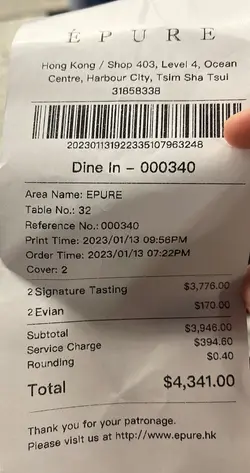 ÉPURE
Hong Kong / Shop 403, Level 4, Ocean
Centre, Harbour City, Tsim Sha Tsui
31858338
20230113192233510796324​8
Dine In - 000340
Area Name: EPURE
Table No.: 32
Reference No.: 000340
Print Time: 2023/01/13 09:56PM
Order Time: 2023/01/13 07:22PM
Cover: 2
2 Signature Tasting $3,776.00
2 Evian $170.00
Subtotal $3,946.00
Service Charge $394.60
Rounding $0.40
Total $4,341.00
Thank you for your patronage.
Please visit us at http://www.epure.hk